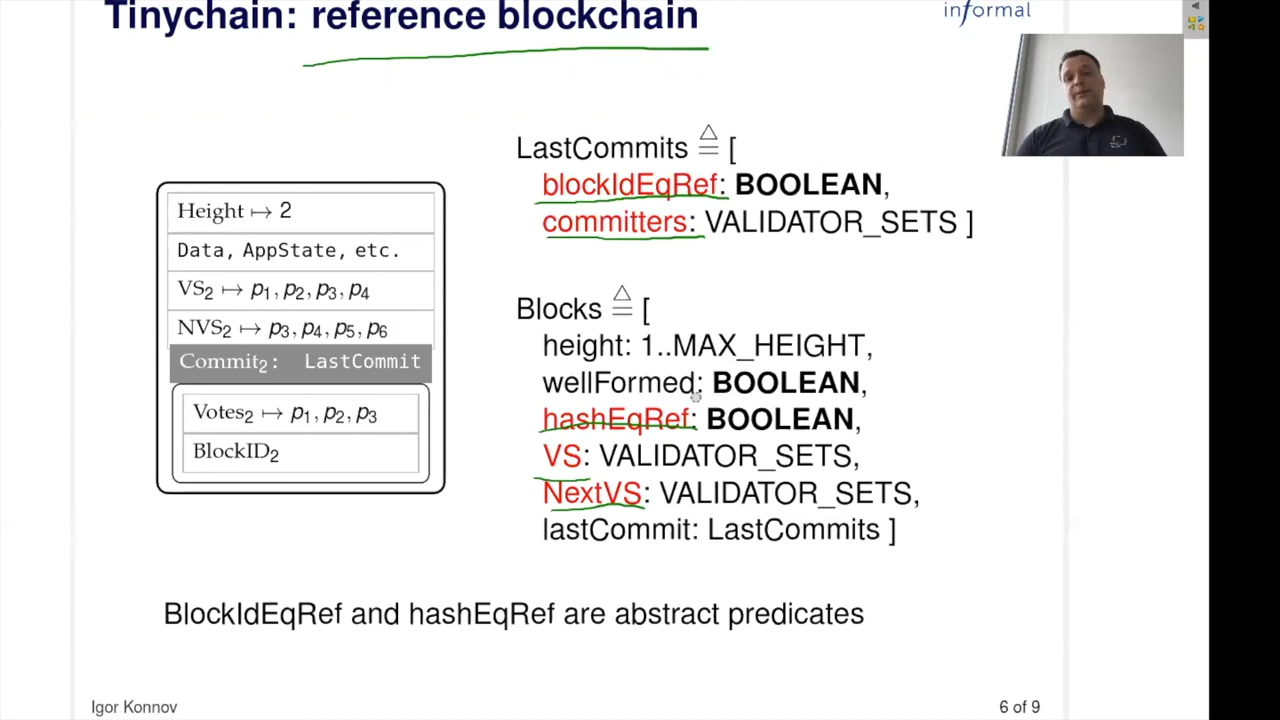 Tinychain: reference blockchain
informal
LastCommits ≜ [
blockIdEqRef: BOOLEAN,
committers: VALIDATOR_SETS ]
Height ↦ 2
Data, AppState, etc.
VS₂ ↦ p₁, p₂, p₃, p₄
NVS₂ ↦ p₃, p₄, p₅, p₆
Commit₂: LastCommit
Votes₂ ↦ p₁, p₂, p₃
BlockID₂
Blocks ≜ [
height: 1..MAX_HEIGHT,
wellFormed: BOOLEAN,
hashEqRef: BOOLEAN,
VS: VALIDATOR_SETS,
NextVS: VALIDATOR_SETS,
lastCommit: LastCommits ]
BlockIdEqRef and hashEqRef are abstract predicates
Igor Konnov
6 of 9